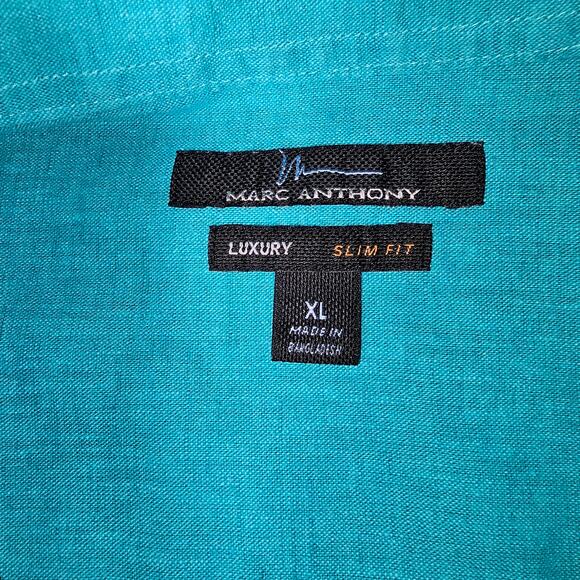 MARC ANTHONY
LUXURY SLIM FIT
XL
MADE IN
BANGLADESH